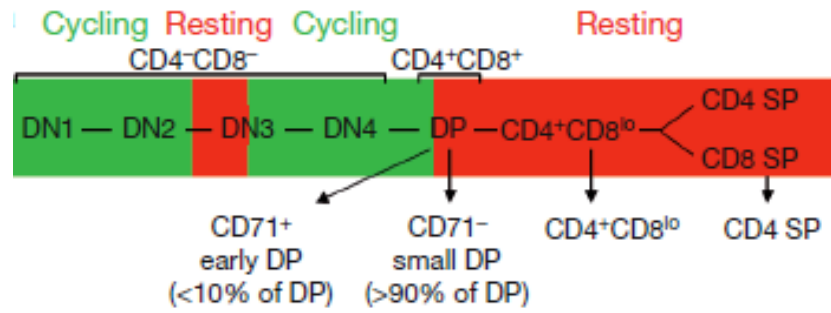 Cycling Resting Cycling Resting
CD4⁻CD8⁻ CD4⁺CD8⁺
CD4 SP
DN1 — DN2 — DN3 — DN4 — DP — CD4⁺CD8ˡᵒ
CD8 SP
CD71⁺ CD71⁻ CD4⁺CD8ˡᵒ CD4 SP
early DP small DP
(<10% of DP) (>90% of DP)